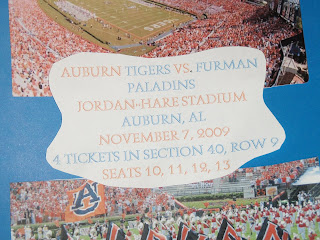 AUBURN TIGERS VS. FURMAN
PALADINS
JORDAN-HARE STADIUM
AUBURN, AL
NOVEMBER 7, 2009
4 TICKETS IN SECTION 40, ROW 9
SEATS 10, 11, 12, 13